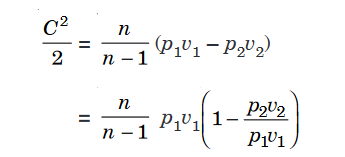 C²/2 = n/(n − 1) (p₁v₁ − p₂v₂)
= n/(n − 1) p₁v₁(1 − p₂v₂/p₁v₁)